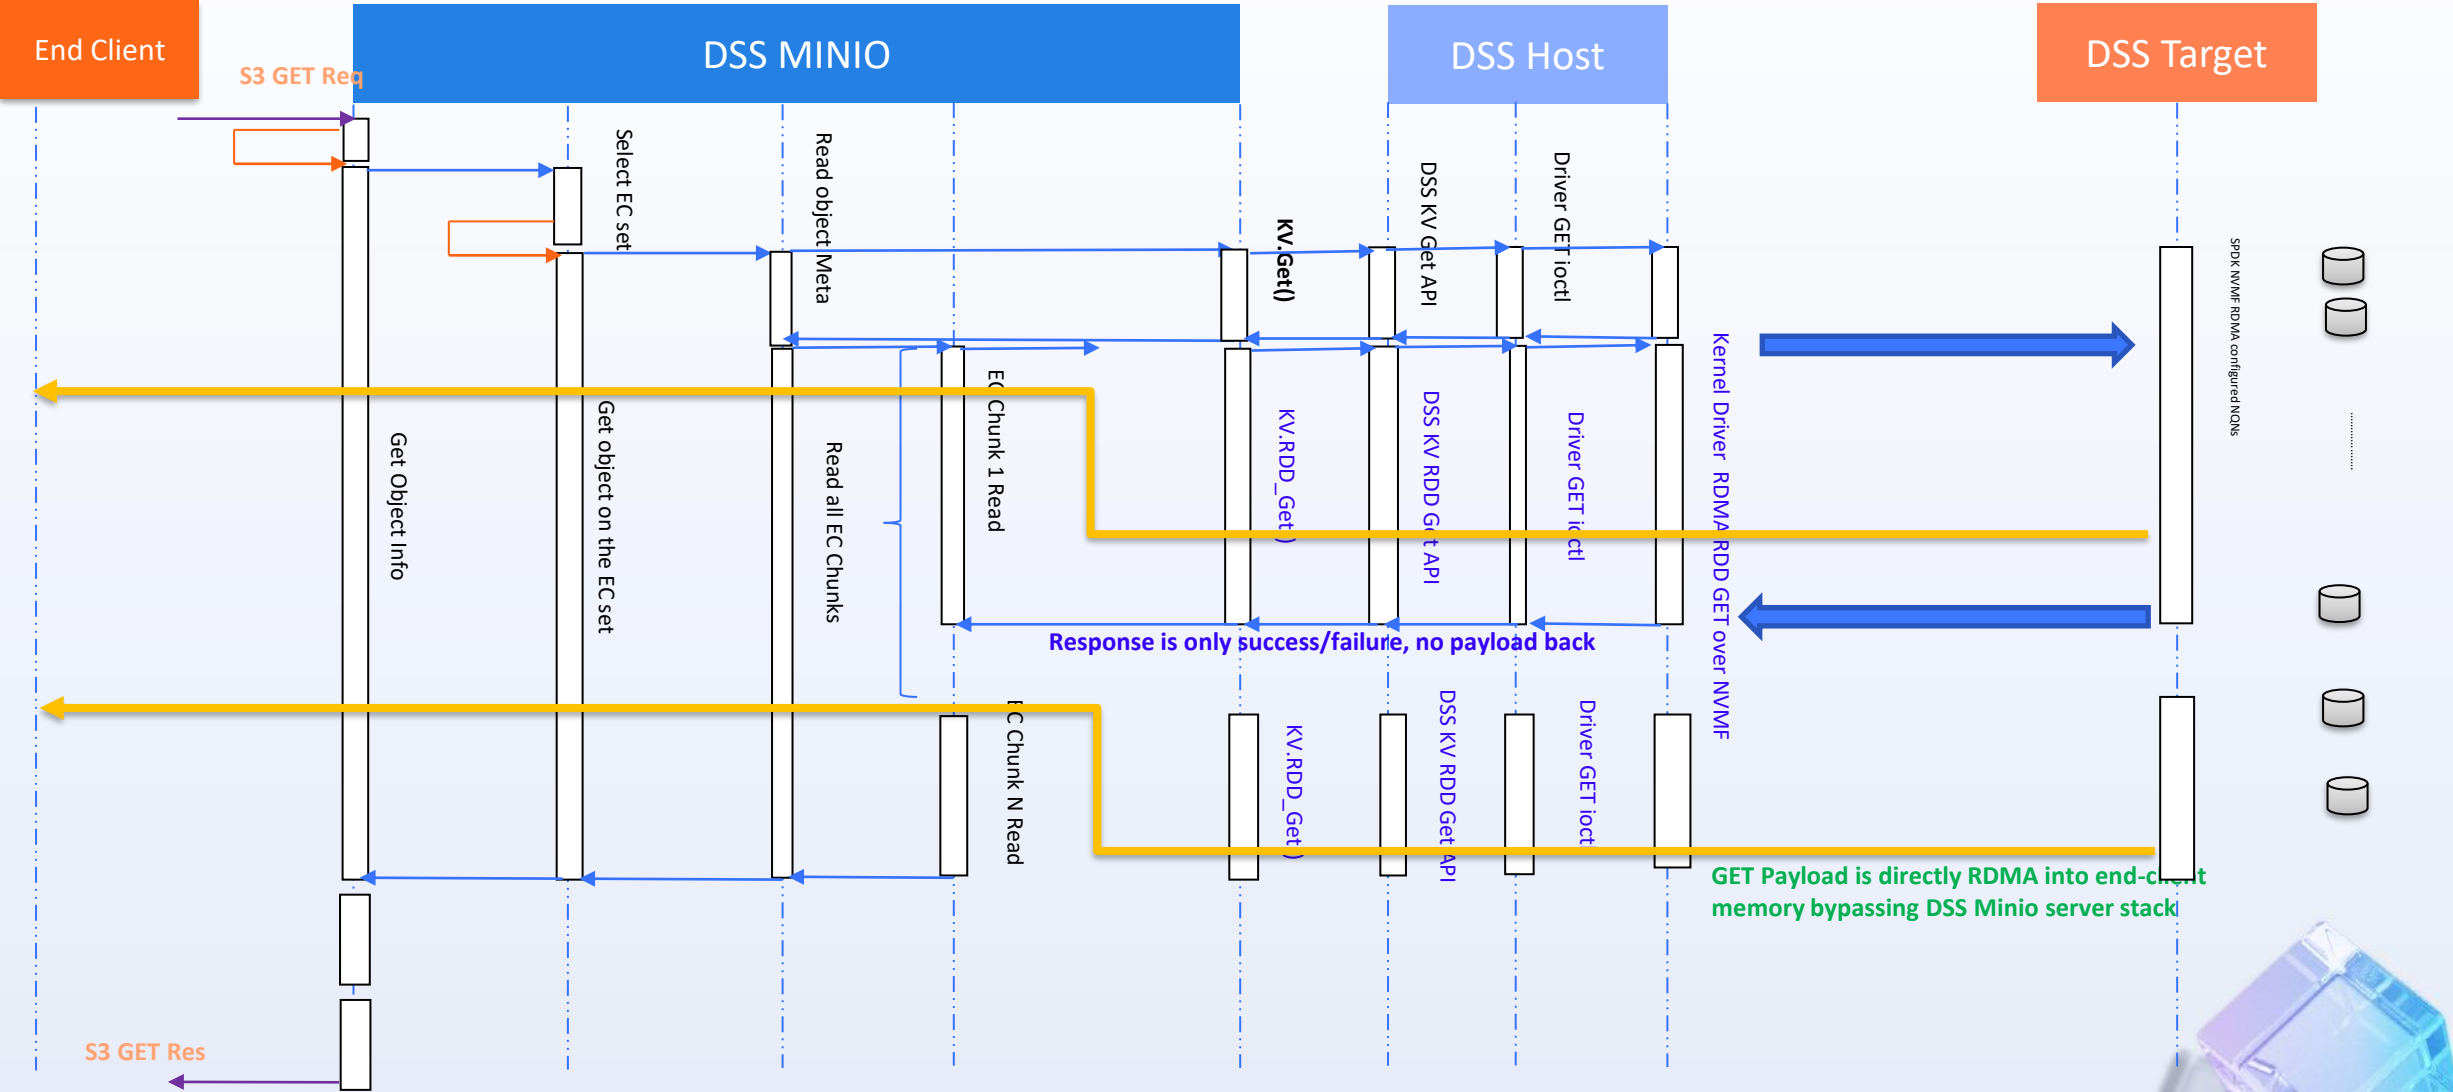 End Client
DSS MINIO
DSS Host
DSS Target
S3 GET Req
Select EC set
Read object Meta
KV.Get()
DSS KV Get API
Driver GET ioctl
SPDK NVMF RDMA configured NQNs
Get Object Info
Get object on the EC set
Read all EC Chunks
EC Chunk 1 Read
KV.RDD_Get()
DSS KV RDD Get API
Driver GET ioctl
Kernel Driver RDMA RDD GET over NVMF
Response is only success/failure, no payload back
EC Chunk N Read
KV.RDD_Get()
DSS KV RDD Get API
Driver GET ioctl
GET Payload is directly RDMA into end-client
memory bypassing DSS Minio server stack
S3 GET Res